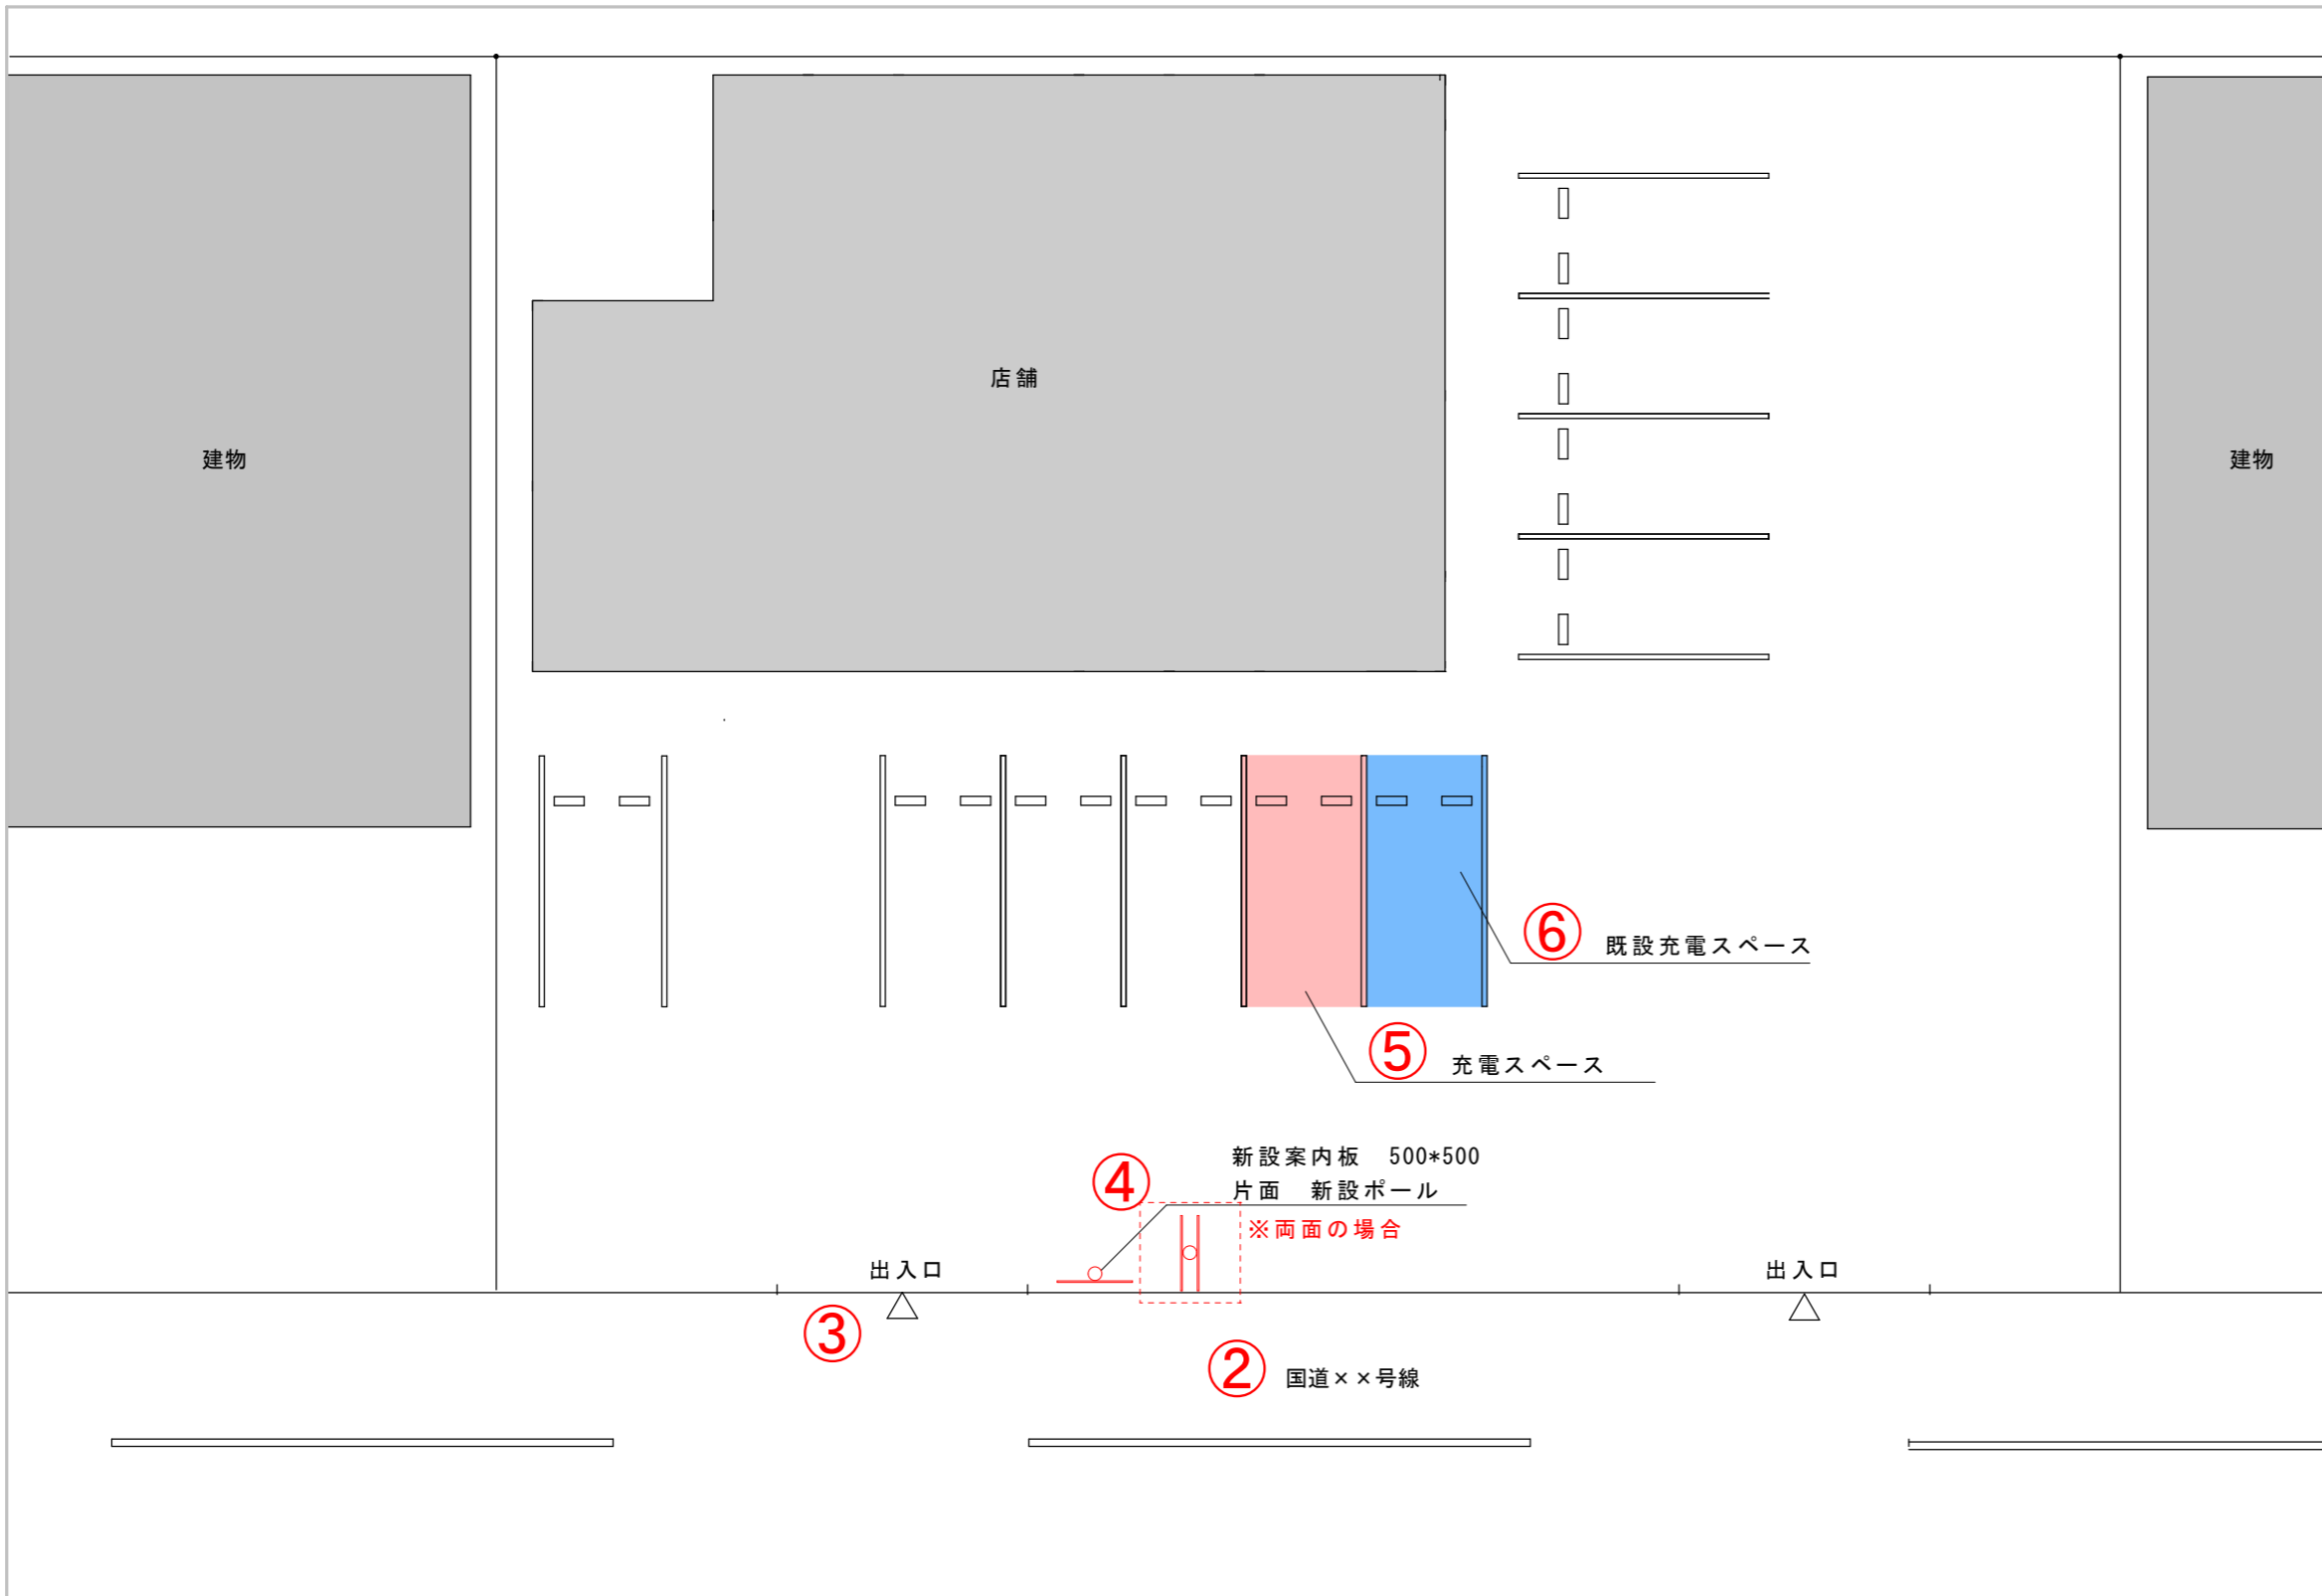 店舗
建物
建物
⑥ 既設充電スペース
⑤ 充電スペース
新設案内板 500*500
④ 片面 新設ポール
※両面の場合
出入口
出入口
③
② 国道××号線